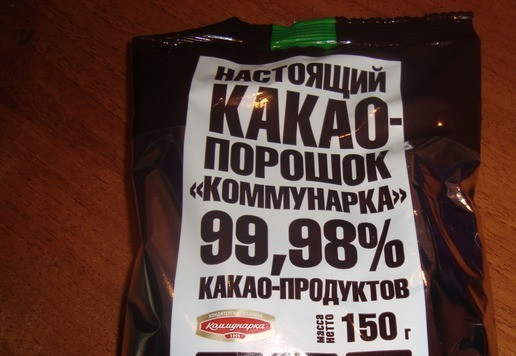 НАСТОЯЩИЙ
КАКАО-
ПОРОШОК
«КОММУНАРКА»
99,98%
КАКАО-ПРОДУКТОВ
Коммунарка
масса
нетто 150 г